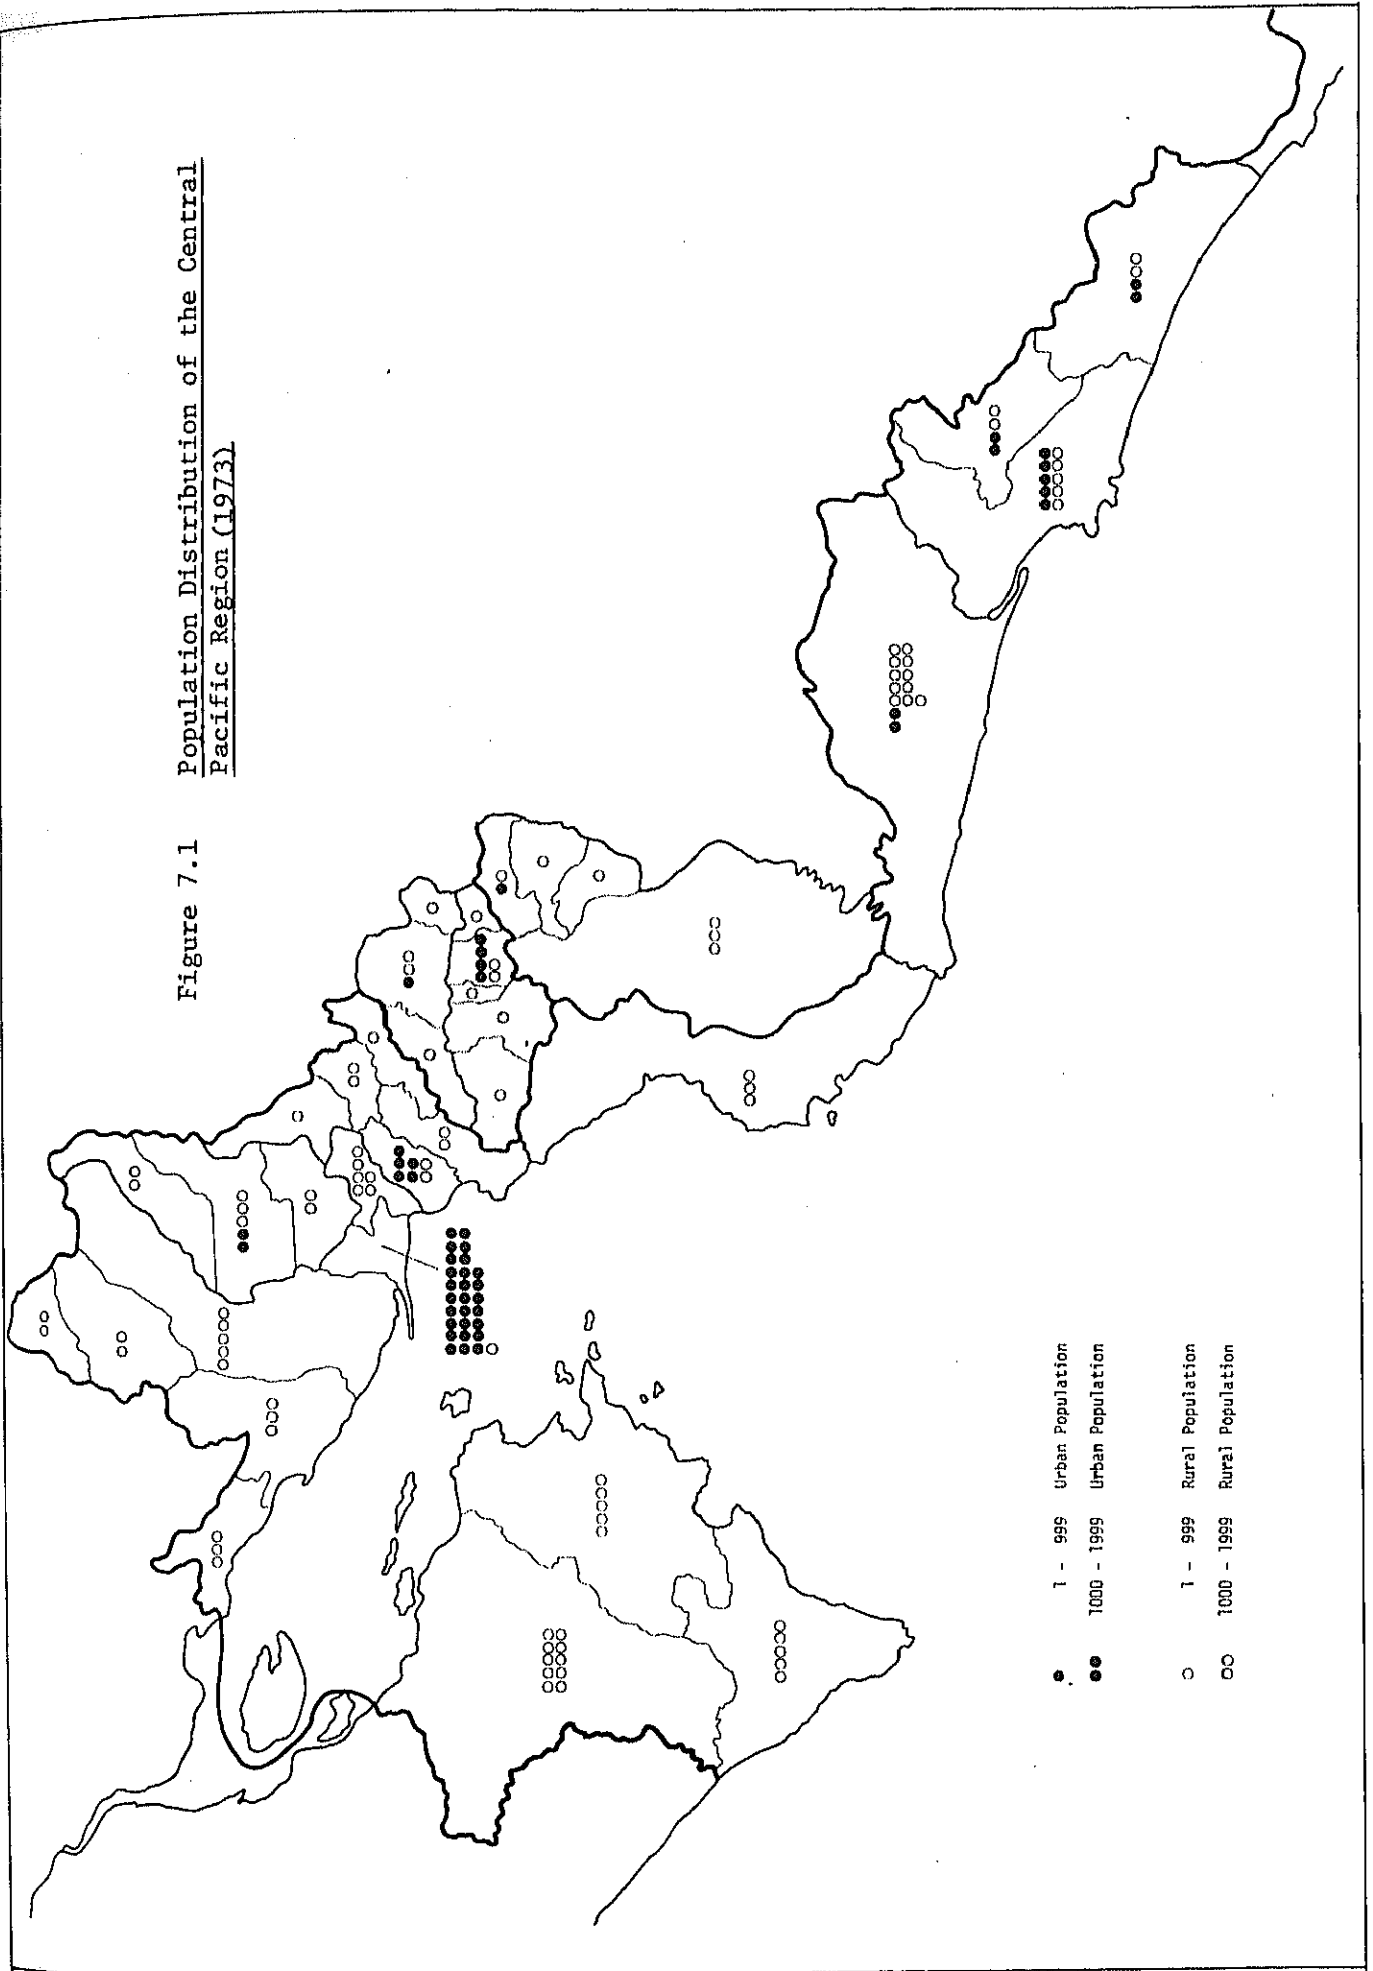 Figure 7.1 Population Distribution of the Central
Pacific Region (1973)
1 - 999 Urban Population
1000 - 1999 Urban Population
1 - 999 Rural Population
1000 - 1999 Rural Population